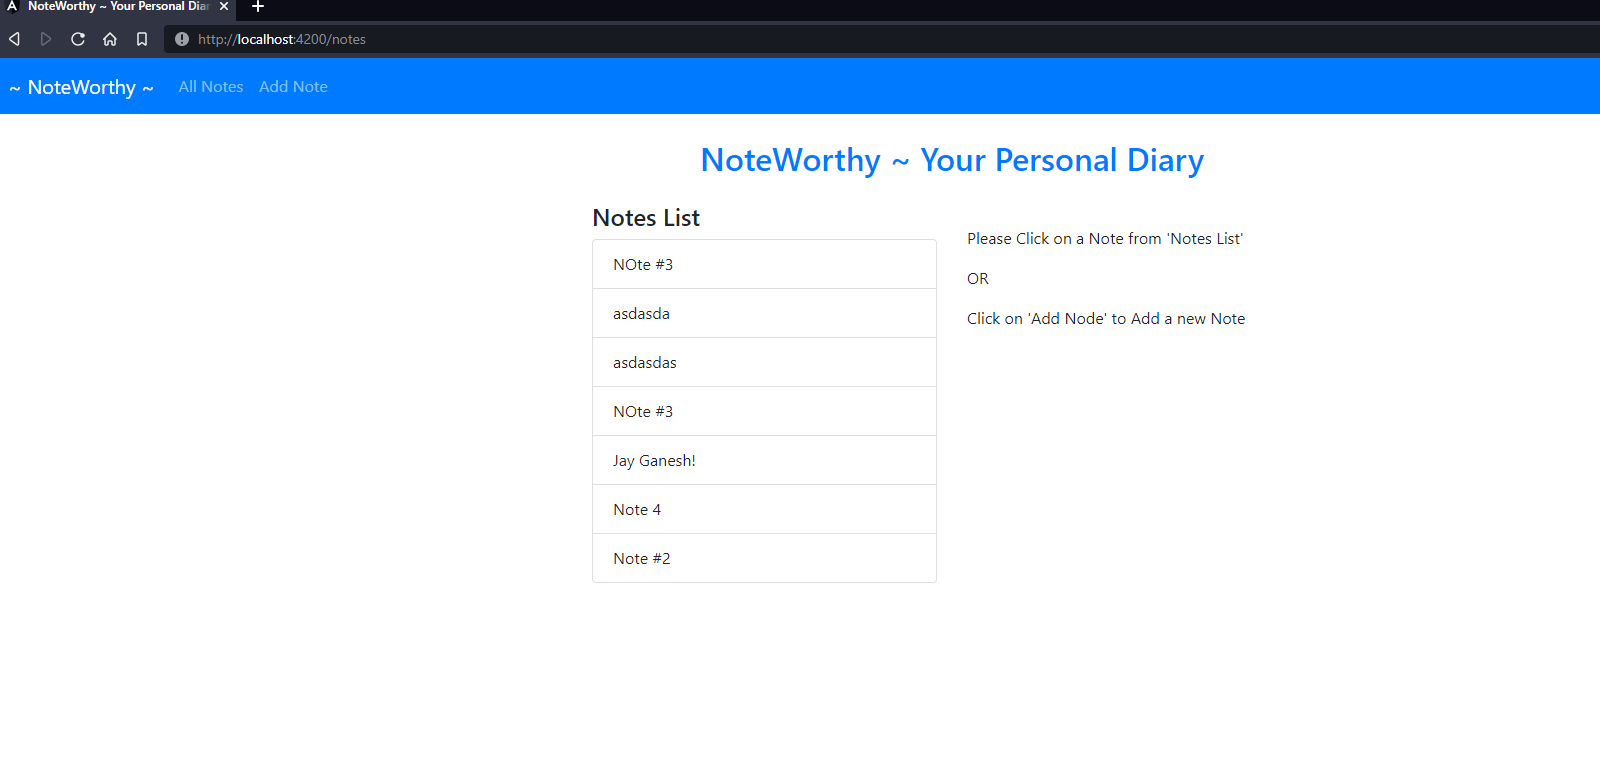 NoteWorthy ~ Your Personal Diar
http://localhost:4200/notes
~ NoteWorthy ~ All Notes Add Note
NoteWorthy ~ Your Personal Diary
Notes List
NOte #3
asdasda
asdasdas
NOte #3
Jay Ganesh!
Note 4
Note #2
Please Click on a Note from 'Notes List'
OR
Click on 'Add Node' to Add a new Note